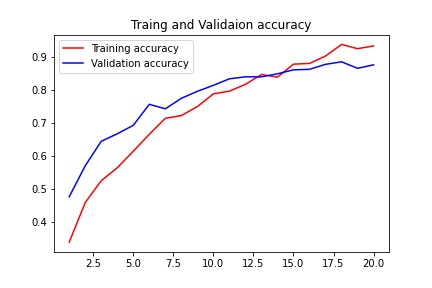 Traing and Validaion accuracy
Training accuracy
Validation accuracy
0.9
0.8
0.7
0.6
0.5
0.4
2.5 5.0 7.5 10.0 12.5 15.0 17.5 20.0